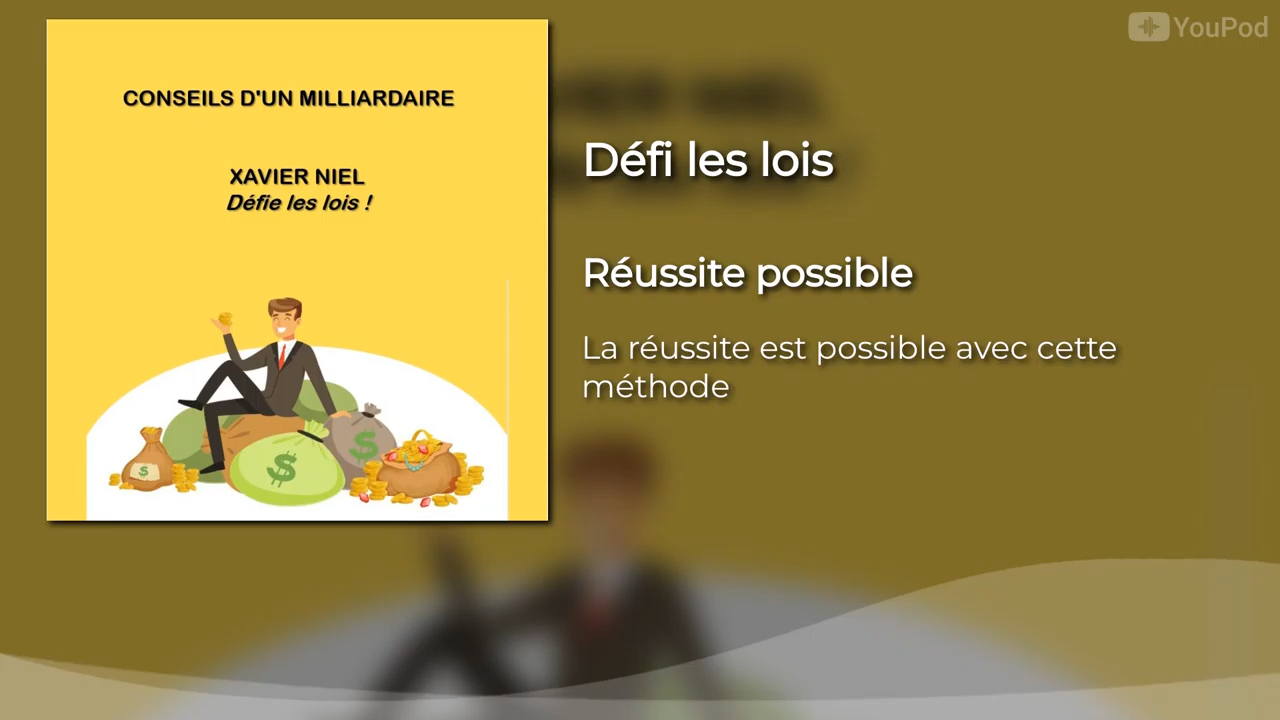 CONSEILS D'UN MILLIARDAIRE
XAVIER NIEL
Défie les lois !
$
$
$
YouPod
Défi les lois
Réussite possible
La réussite est possible avec cette
méthode